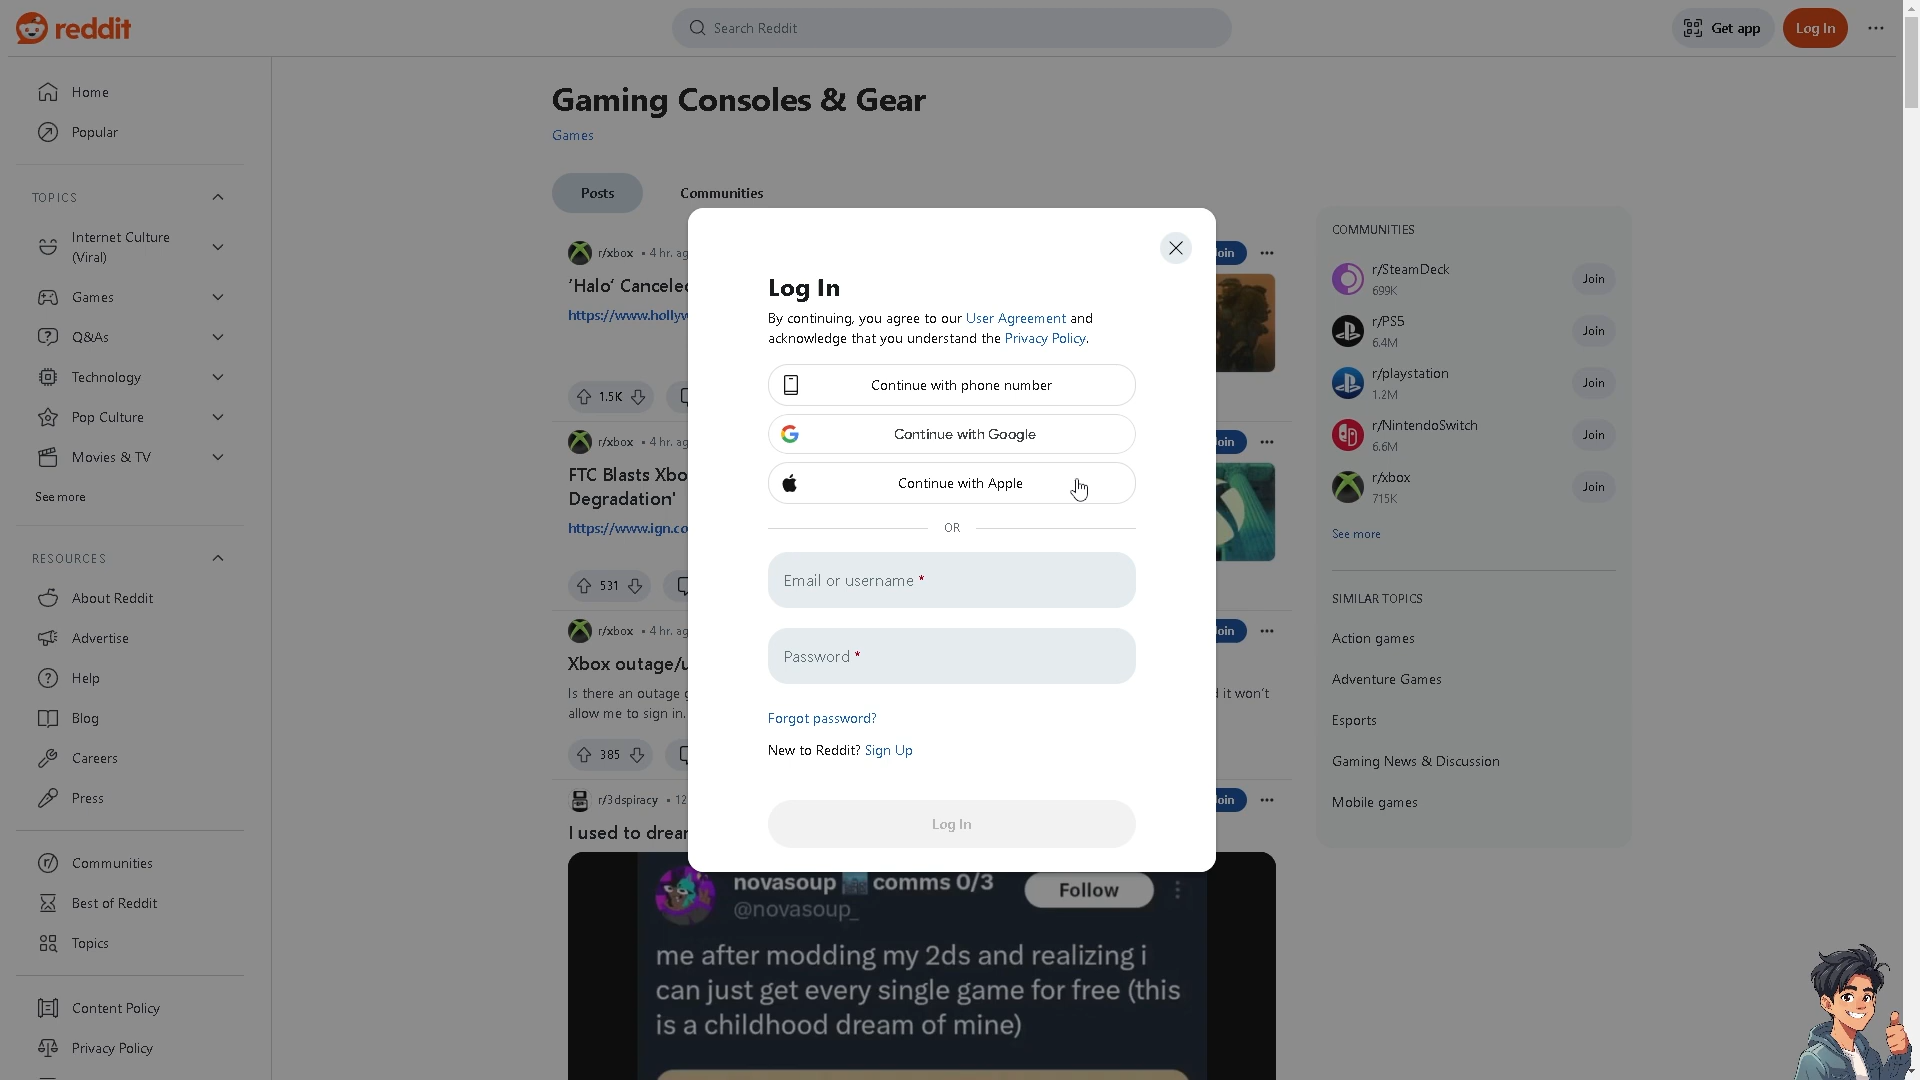 reddit
Search Reddit
Get app
Log In
Home
Popular
TOPICS
Internet Culture
(Viral)
Games
Q&As
Technology
Pop Culture
Movies & TV
See more
RESOURCES
About Reddit
Advertise
Help
Blog
Careers
Press
Communities
Best of Reddit
Topics
Content Policy
Privacy Policy
Gaming Consoles & Gear
Games
Posts
Communities
r/xbox • 4 hr. ag
'Halo' Cancele
https://www.holly
1.5K
r/xbox • 4 hr. ag
FTC Blasts Xbo
Degradation'
https://www.ign.co
531
r/xbox • 4 hr. ag
Xbox outage/u
Is there an outage
allow me to sign in.
d it won't
385
r/3dspiracy • 12
I used to drea
oin
oin
oin
oin
novasoup comms 0/3
@novasoup_
Follow
me after modding my 2ds and realizing i
can just get every single game for free (this
is a childhood dream of mine)
Log In
By continuing, you agree to our User Agreement and
acknowledge that you understand the Privacy Policy.
Continue with phone number
Continue with Google
Continue with Apple
OR
Email or username *
Password *
Forgot password?
New to Reddit? Sign Up
Log In
COMMUNITIES
r/SteamDeck
699K
Join
r/PS5
6.4M
Join
r/playstation
1.2M
Join
r/NintendoSwitch
6.6M
Join
r/xbox
715K
Join
See more
SIMILAR TOPICS
Action games
Adventure Games
Esports
Gaming News & Discussion
Mobile games